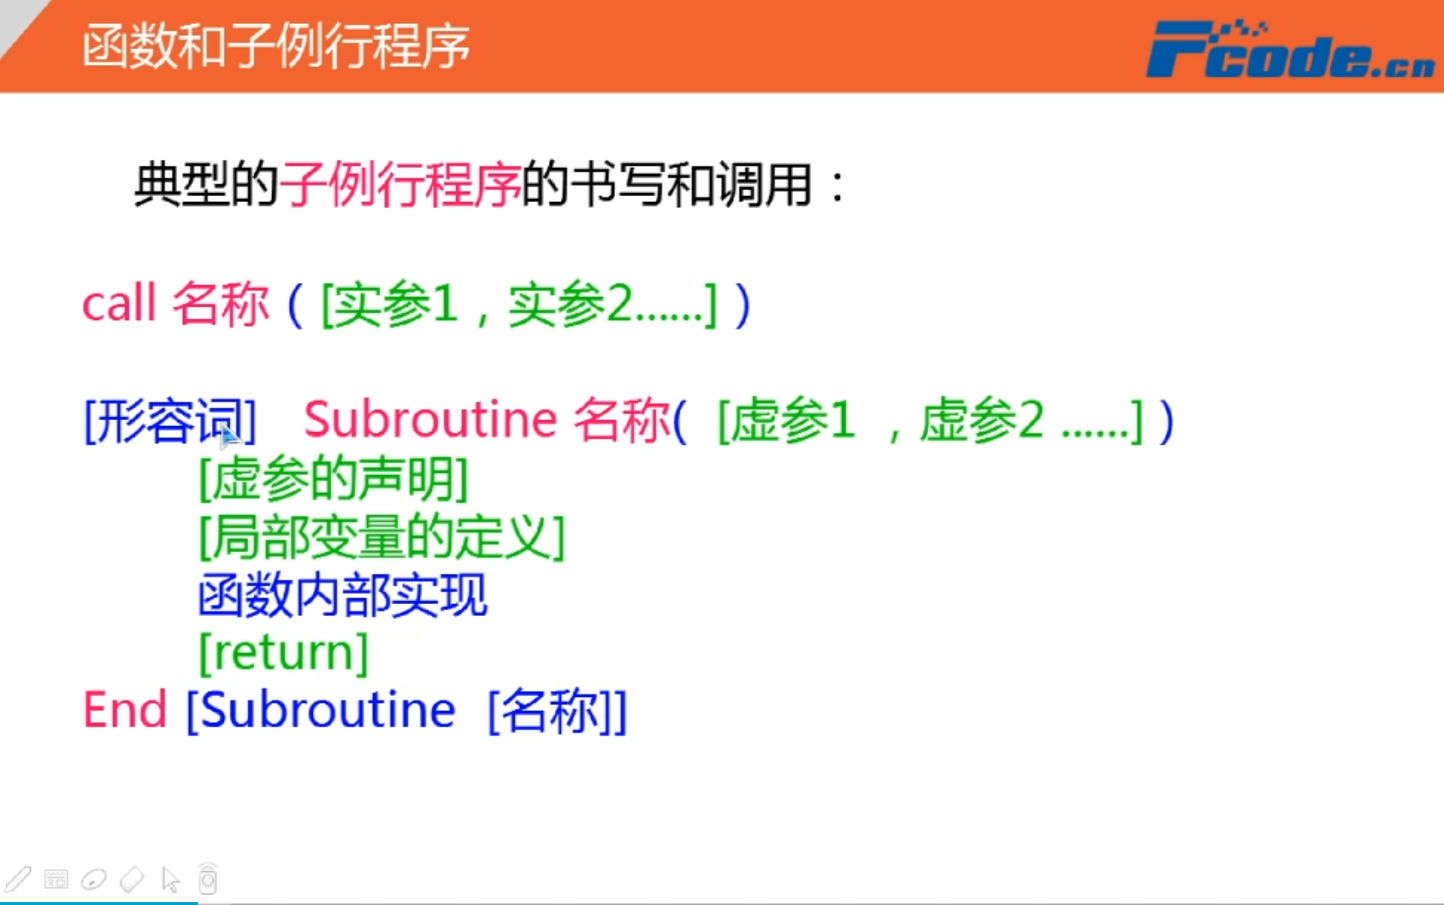 函数和子例行程序
Fcode.cn
典型的子例行程序的书写和调用：
call 名称（[实参1，实参2......]）
[形容词] Subroutine 名称( [虚参1 ，虚参2 ......] )
[虚参的声明]
[局部变量的定义]
函数内部实现
[return]
End [Subroutine [名称]]